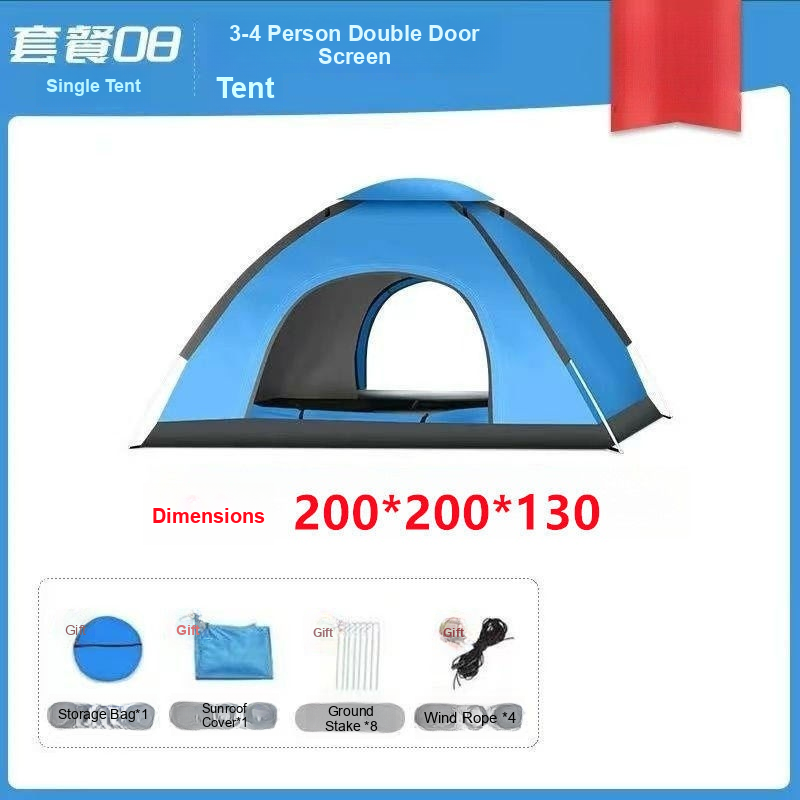 套餐08
Single Tent
3-4 Person Double Door
Screen
Tent
Dimensions 200*200*130
Gift Gift Gift Gift
Storage Bag*1
Sunroof
Cover*1
Ground
Stake *8
Wind Rope *4